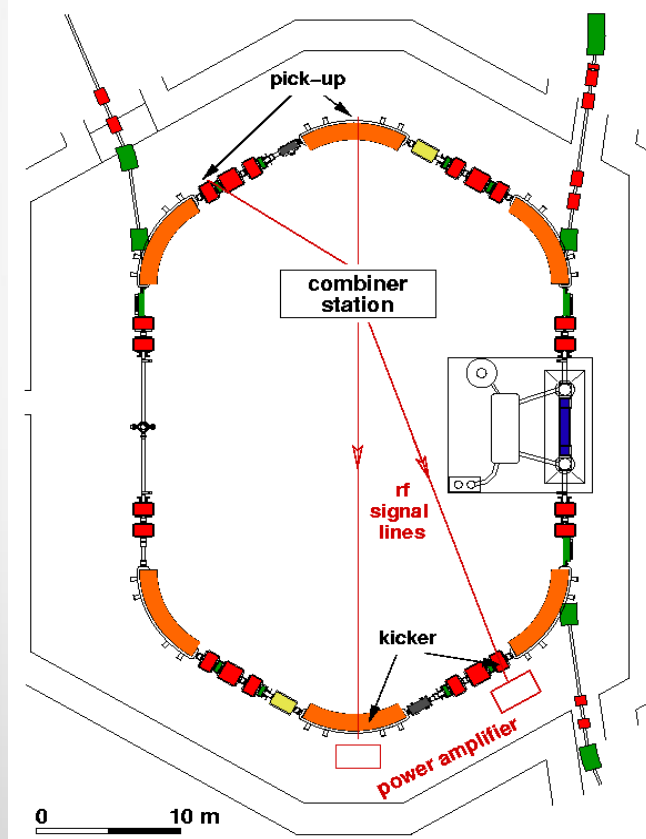 pick-up
combiner
station
rf
signal
lines
kicker
power amplifier
0 10 m